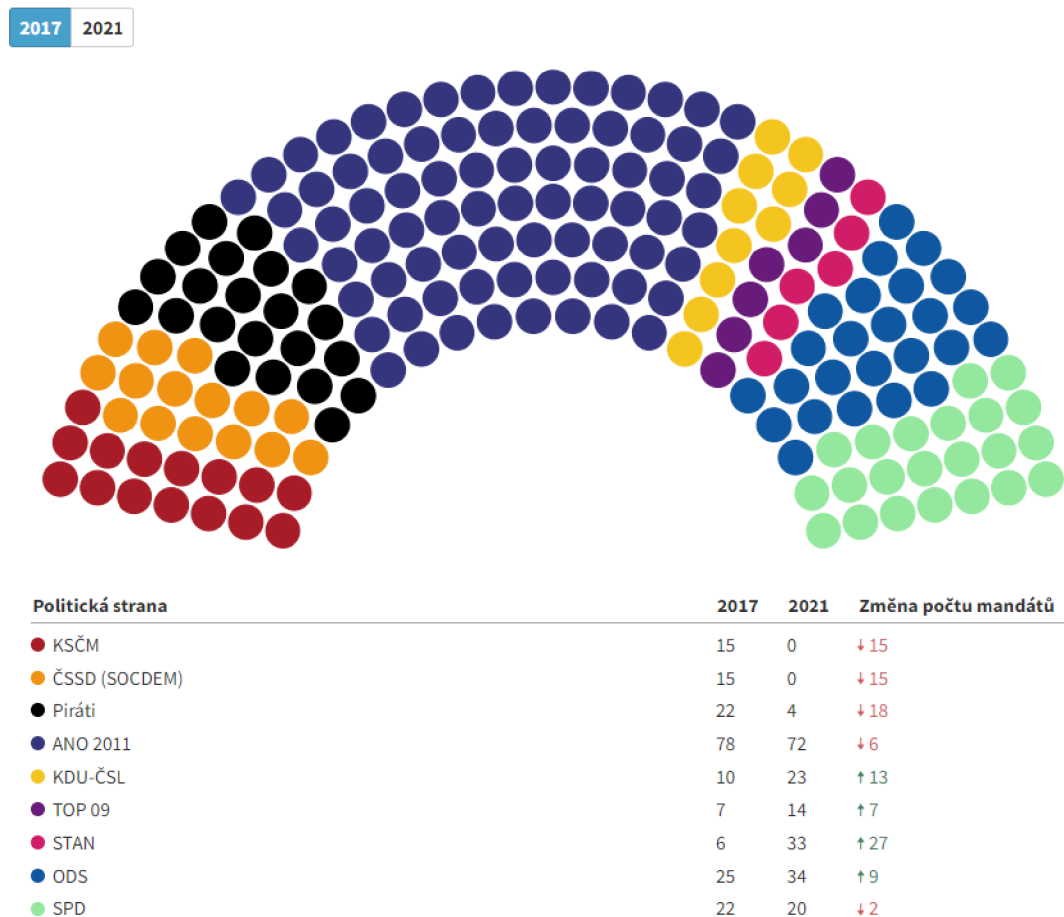 2017 2021
Politická strana 2017 2021 Změna počtu mandátů
KSČM 15 0 ↓ 15
ČSSD (SOCDEM) 15 0 ↓ 15
Piráti 22 4 ↓ 18
ANO 2011 78 72 ↓ 6
KDU-ČSL 10 23 ↑ 13
TOP 09 7 14 ↑ 7
STAN 6 33 ↑ 27
ODS 25 34 ↑ 9
SPD 22 20 ↓ 2